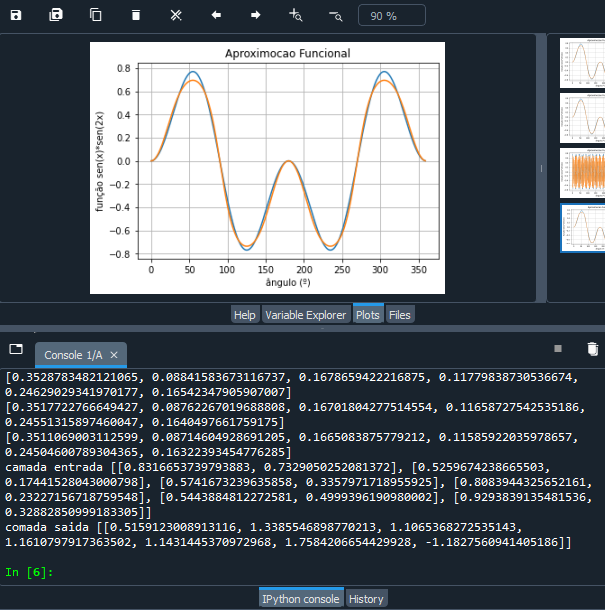 90 %
Aproximocao Funcional
função sen(x)*sen(2x)
0.8
0.6
0.4
0.2
0.0
−0.2
−0.4
−0.6
−0.8
0 50 100 150 200 250 300 350
ângulo (º)
Help Variable Explorer Plots Files
Console 1/A
[0.3528783482121065, 0.08841583673116737, 0.1678659422216875, 0.11779838730536674,
0.24629029341970177, 0.16542347905907007]
[0.3517722766649427, 0.08762267019688808, 0.16701804277514554, 0.11658727542535186,
0.24551315897460047, 0.1640497661759175]
[0.3511069003112599, 0.08714604928691205, 0.1665083875779212, 0.11585922035978657,
0.24504600789304365, 0.16322393454776285]
camada entrada [[0.8316653739793883, 0.7329050252081372], [0.5259674238665503,
0.17441528043000798], [0.5741673239635858, 0.3357971718955925], [0.8083944325652161,
0.23227156718759548], [0.5443884812272581, 0.4999396190980002], [0.9293839135481536,
0.32882850999183305]]
comada saida [[0.5159123008913116, 1.3385546898770213, 1.1065368272535143,
1.1610797917363502, 1.1431445370972968, 1.7584206654429928, -1.1827560941405186]]
In [6]:
IPython console History